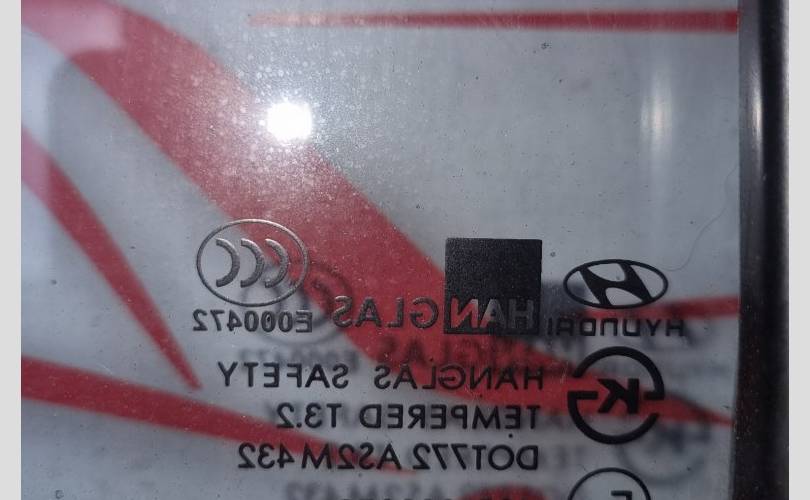 HYUNDAI HANGLAS E000472
HANGLAS SAFETY
TEMPERED T3.2
DOT772 AS2M432